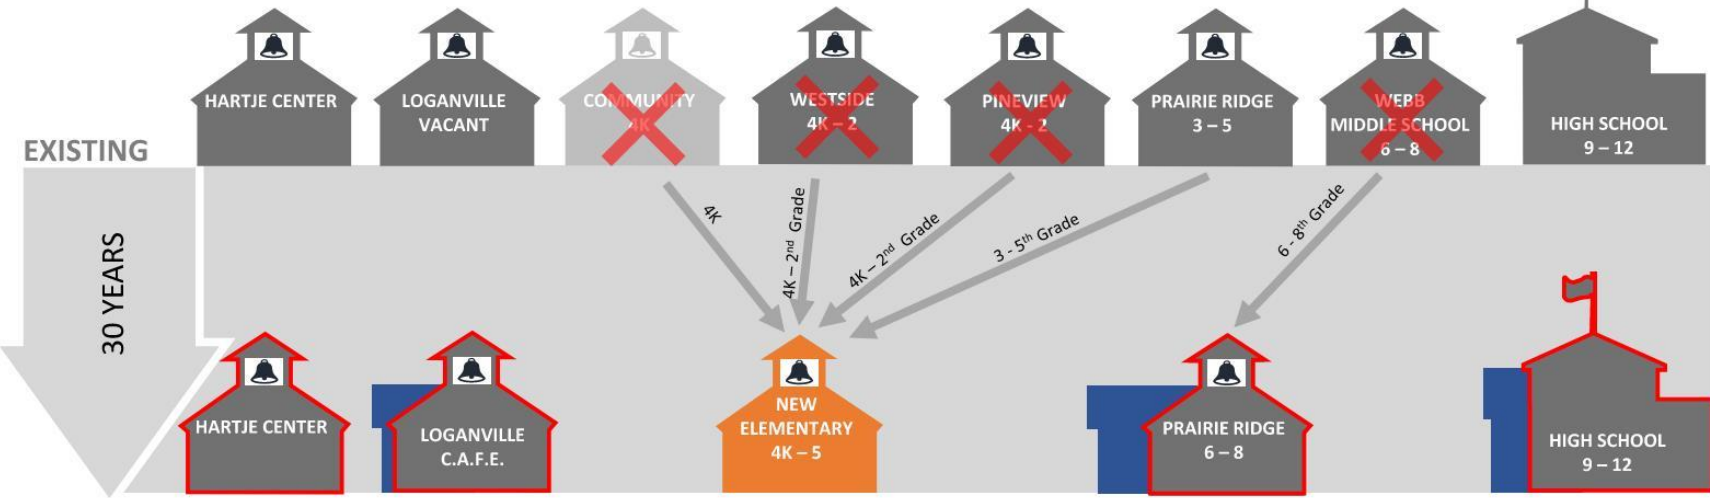 HARTJE CENTER
LOGANVILLE
VACANT
COMMUNITY
4K
WESTSIDE
4K – 2
PINEVIEW
4K - 2
PRAIRIE RIDGE
3 – 5
WEBB
MIDDLE SCHOOL
6 – 8
HIGH SCHOOL
9 – 12
EXISTING
30 YEARS
4K
4K – 2nd Grade
4K – 2nd Grade
3 - 5th Grade
6 - 8th Grade
HARTJE CENTER
LOGANVILLE
C.A.F.E.
NEW
ELEMENTARY
4K – 5
PRAIRIE RIDGE
6 – 8
HIGH SCHOOL
9 – 12